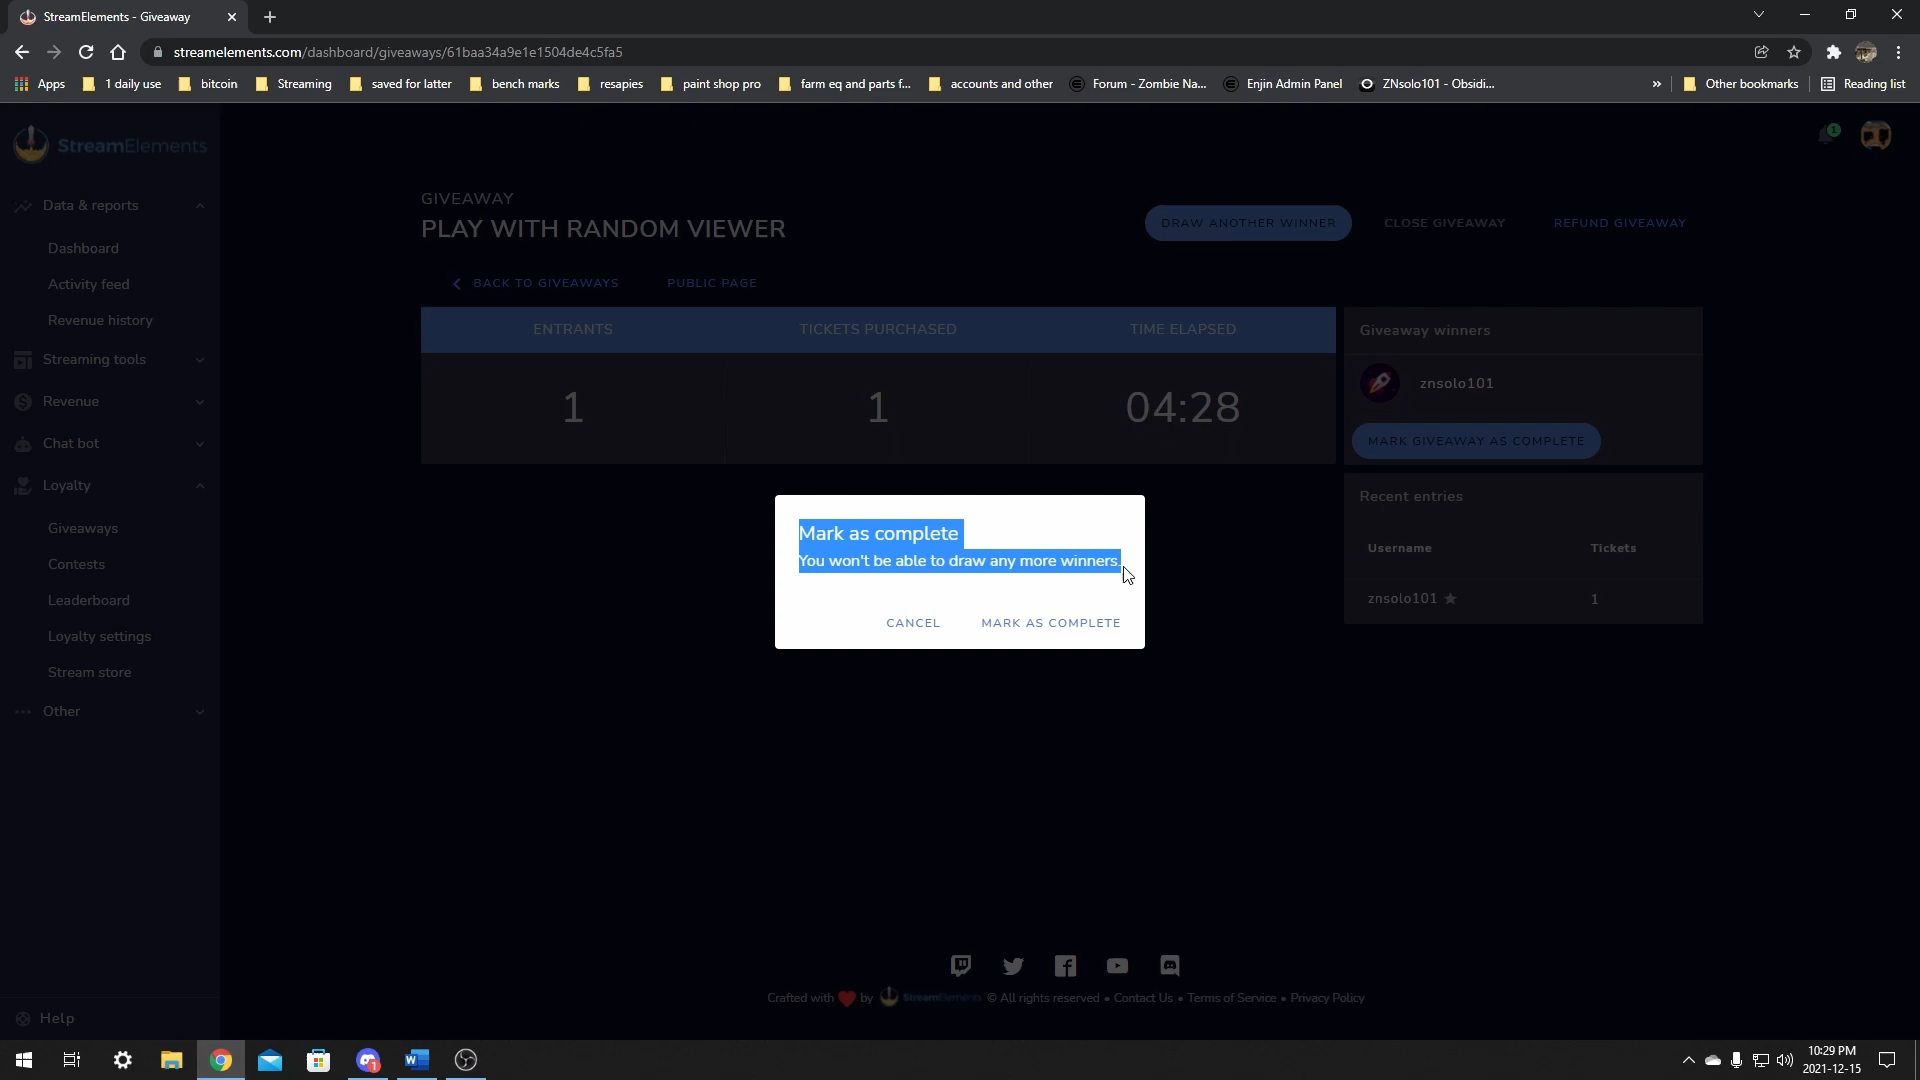 StreamElements - Giveaway
streamelements.com/dashboard/giveaways/61baa34a9e1e1504de4c5fa5
Apps
1 daily use
bitcoin
Streaming
saved for latter
bench marks
resapies
paint shop pro
farm eq and parts f...
accounts and other
Forum - Zombie Na...
Enjin Admin Panel
ZNsolo101 - Obsidi...
»
Other bookmarks
Reading list
StreamElements
1
Data & reports
Dashboard
Activity feed
Revenue history
Streaming tools
Revenue
Chat bot
Loyalty
Giveaways
Contests
Leaderboard
Loyalty settings
Stream store
Other
Help
GIVEAWAY
PLAY WITH RANDOM VIEWER
DRAW ANOTHER WINNER
CLOSE GIVEAWAY
REFUND GIVEAWAY
BACK TO GIVEAWAYS
PUBLIC PAGE
ENTRANTS
TICKETS PURCHASED
TIME ELAPSED
1
1
04:28
Giveaway winners
znsolo101
MARK GIVEAWAY AS COMPLETE
Recent entries
Username
Tickets
znsolo101
1
Mark as complete
You won't be able to draw any more winners.
CANCEL
MARK AS COMPLETE
Crafted with
by
StreamElements
© All rights reserved • Contact Us • Terms of Service • Privacy Policy
1
10:29 PM
2021-12-15